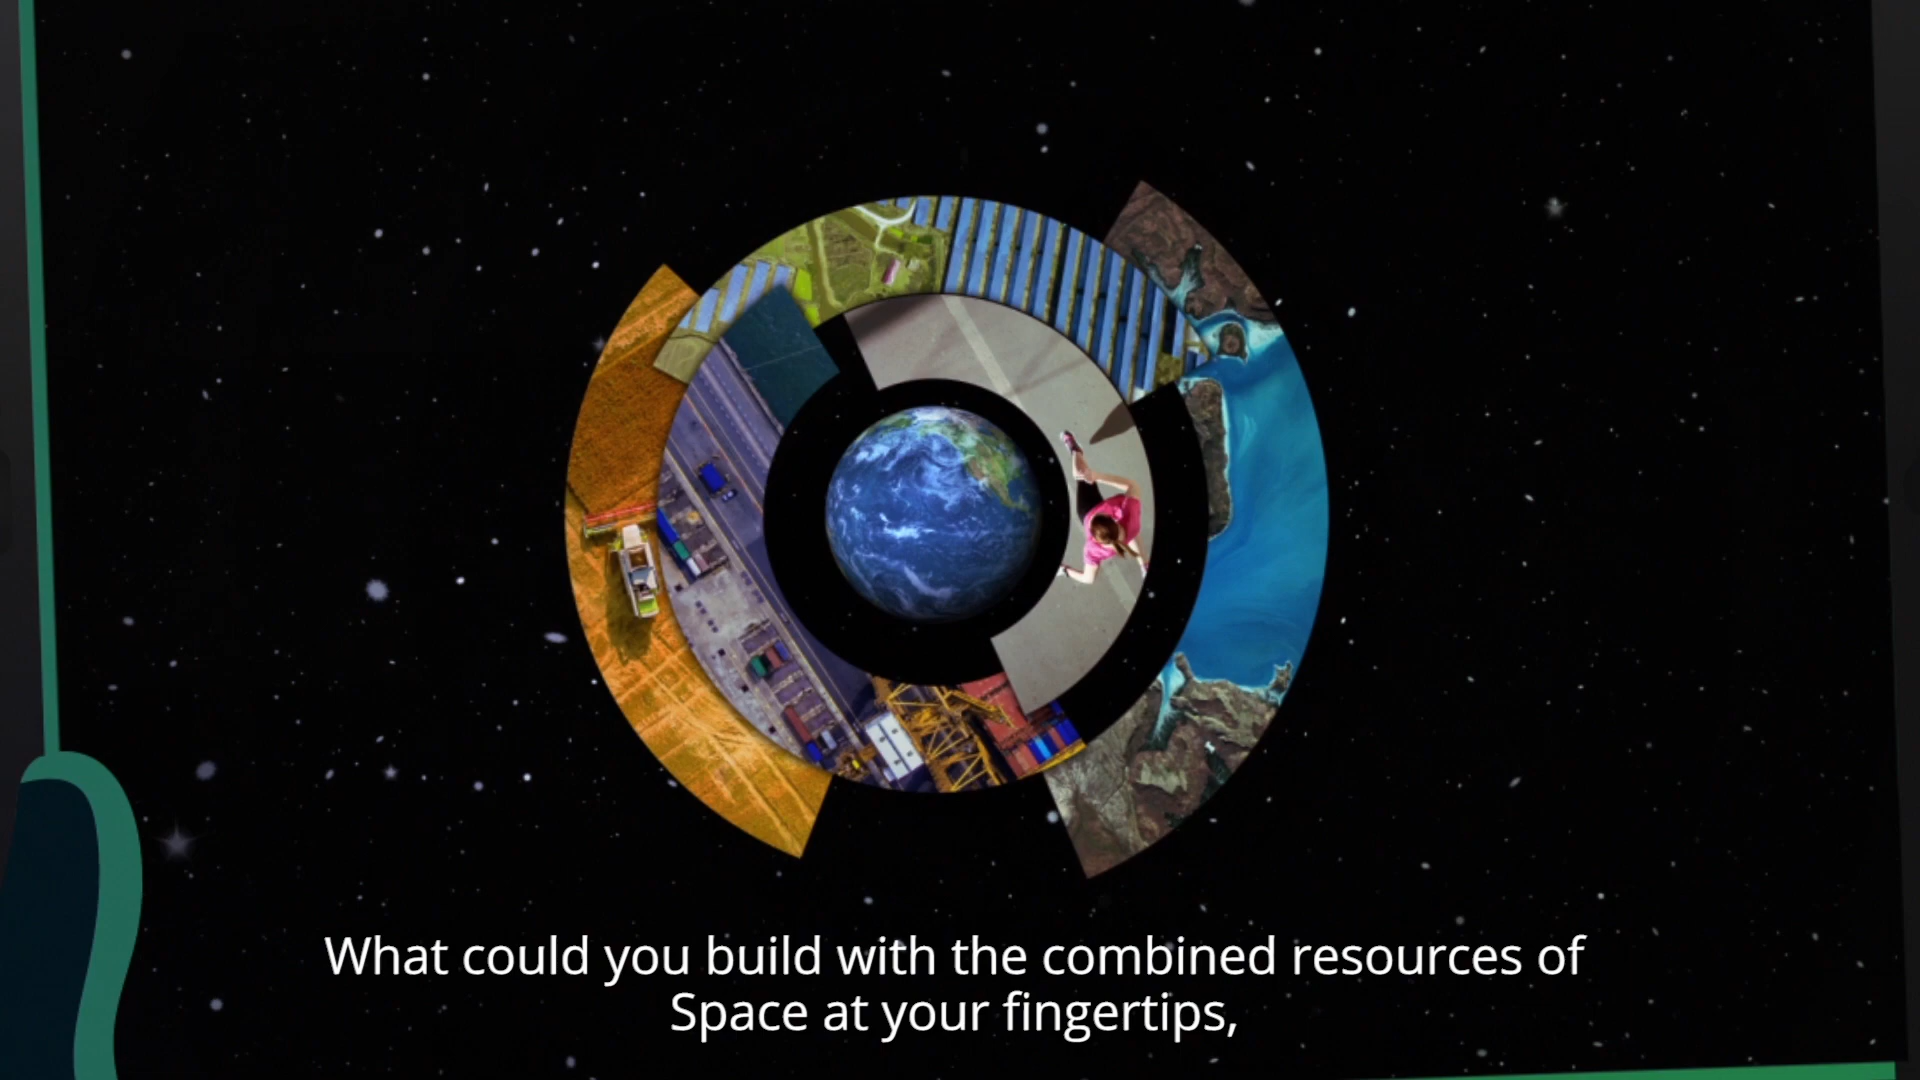 What could you build with the combined resources of
Space at your fingertips,